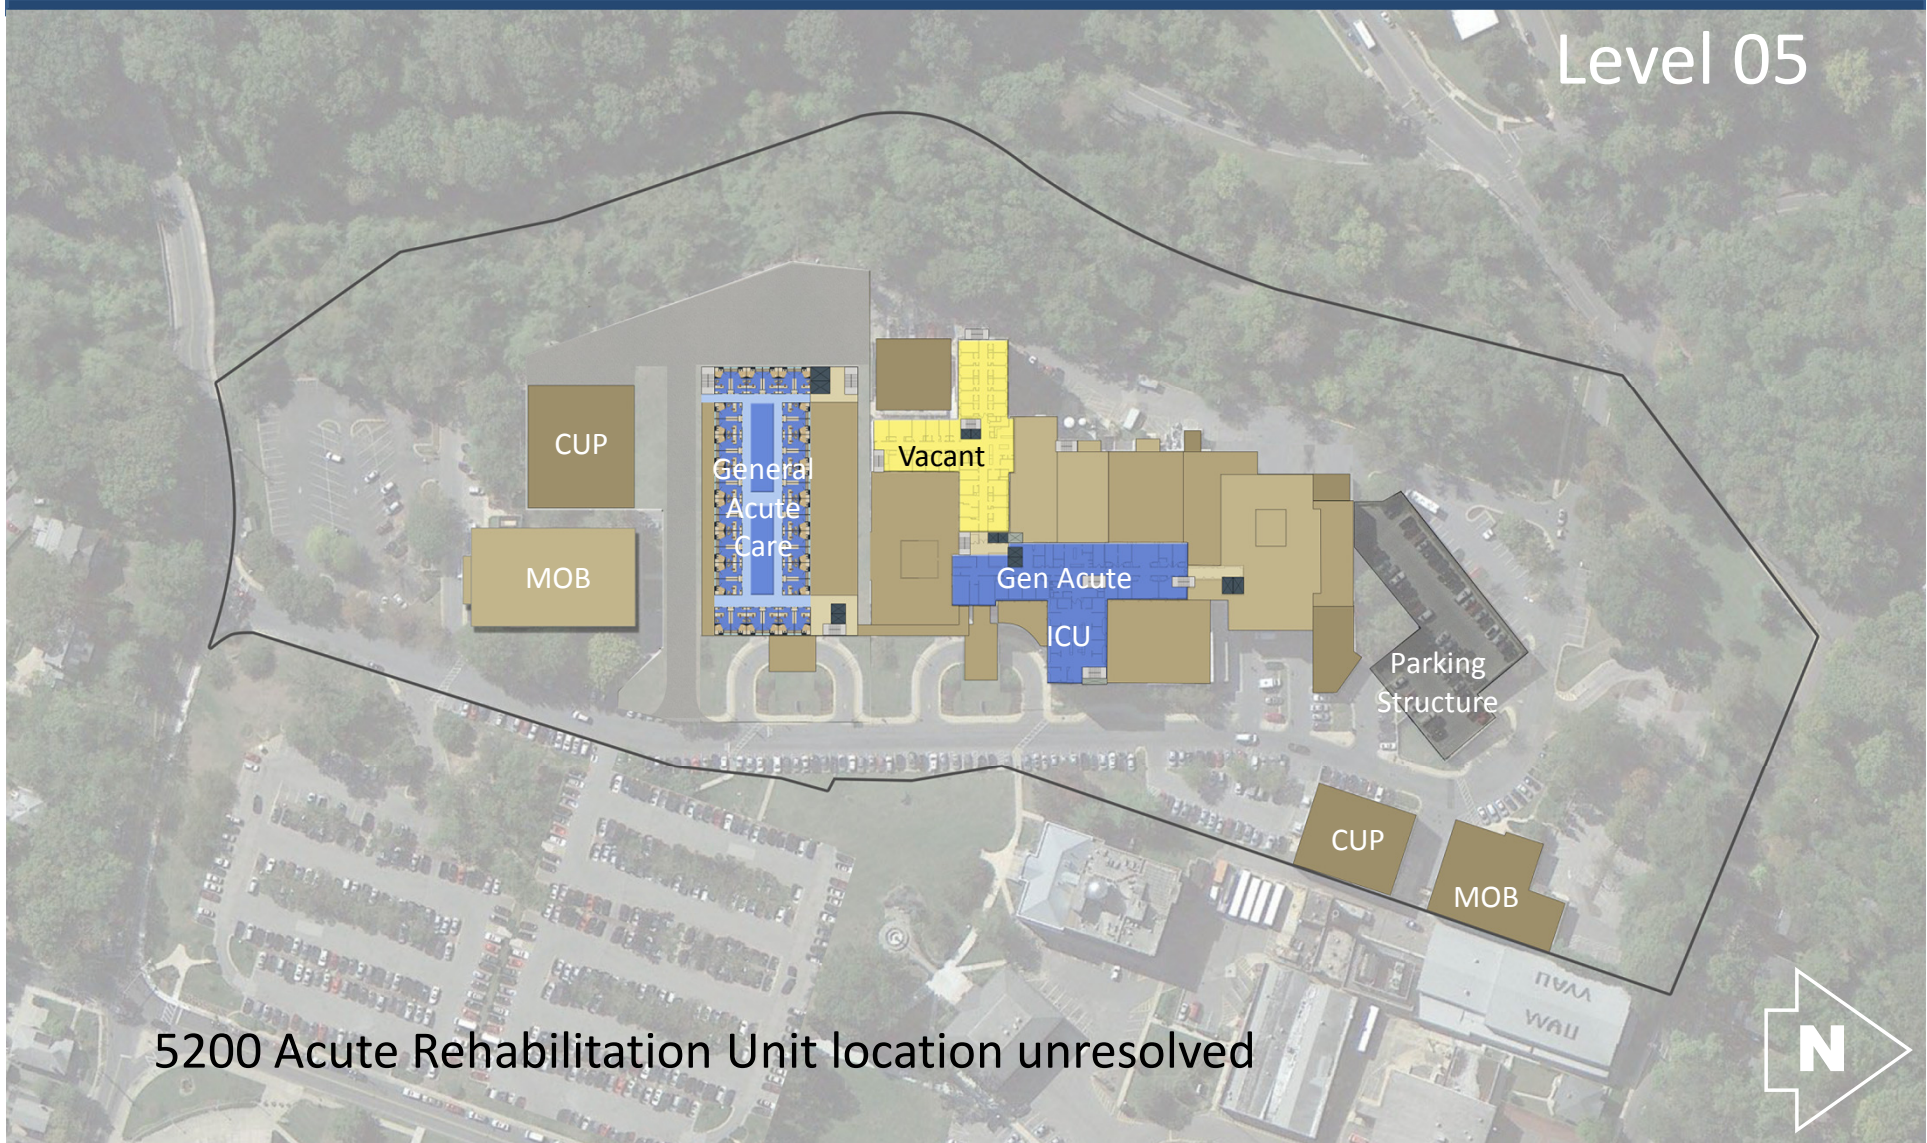 Level 05
CUP
General
Acute
Care
Vacant
MOB
Gen Acute
ICU
Parking
Structure
CUP
MOB
5200 Acute Rehabilitation Unit location unresolved
N